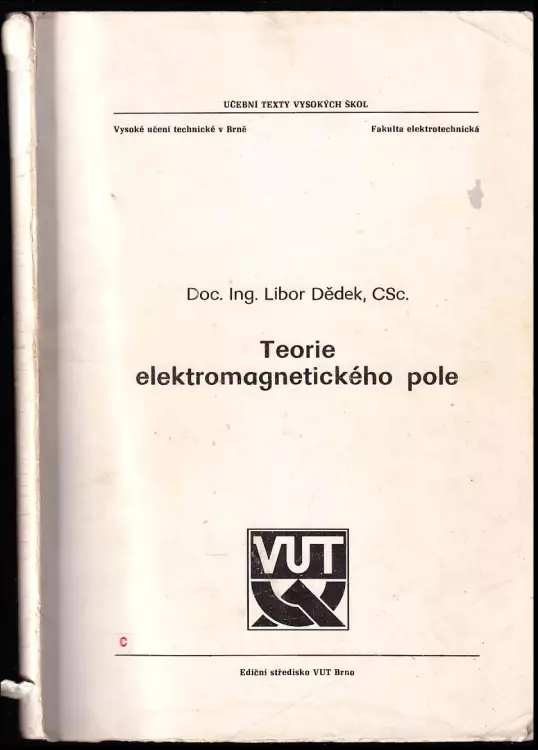 UČEBNÍ TEXTY VYSOKÝCH ŠKOL
Vysoké učení technické v Brně Fakulta elektrotechnická
Doc. Ing. Libor Dědek, CSc.
Teorie
elektromagnetického pole
VUT
C
Ediční středisko VUT Brno